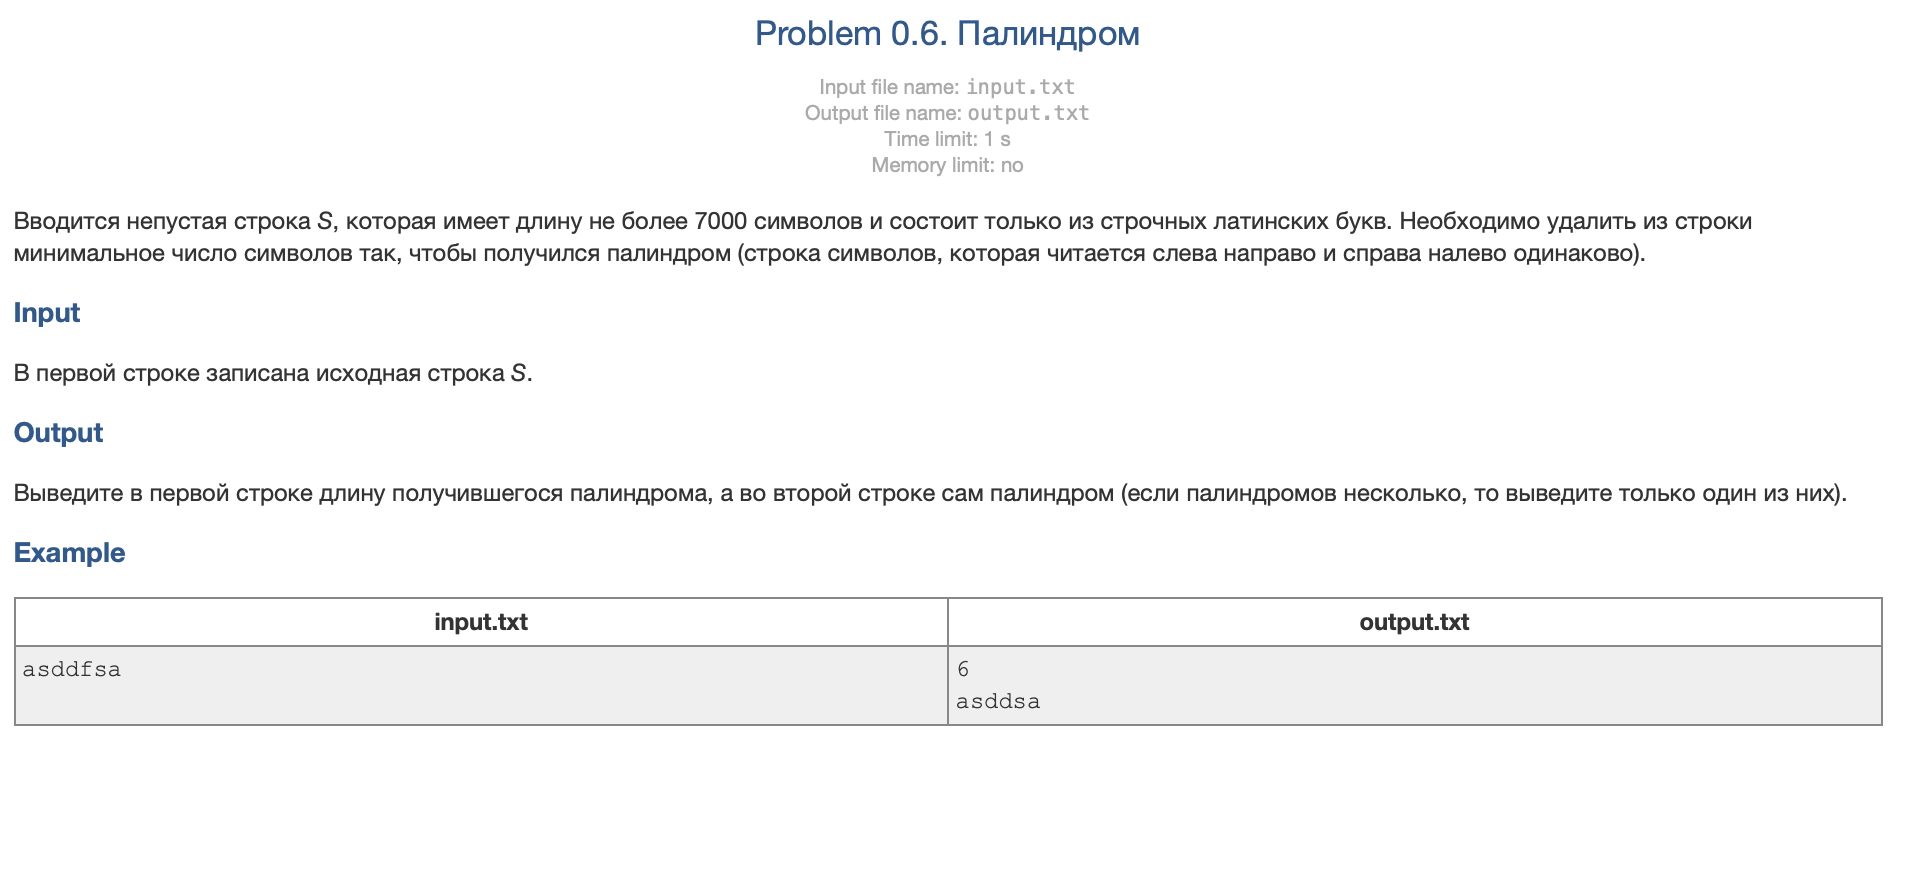 Problem 0.6. Палиндром
Input file name: input.txt
Output file name: output.txt
Time limit: 1 s
Memory limit: no
Вводится непустая строка S, которая имеет длину не более 7000 символов и состоит только из строчных латинских букв. Необходимо удалить из строки
минимальное число символов так, чтобы получился палиндром (строка символов, которая читается слева направо и справа налево одинаково).
Input
В первой строке записана исходная строка S.
Output
Выведите в первой строке длину получившегося палиндрома, а во второй строке сам палиндром (если палиндромов несколько, то выведите только один из них).
Example
input.txt output.txt
asddfsa 6
asddsa